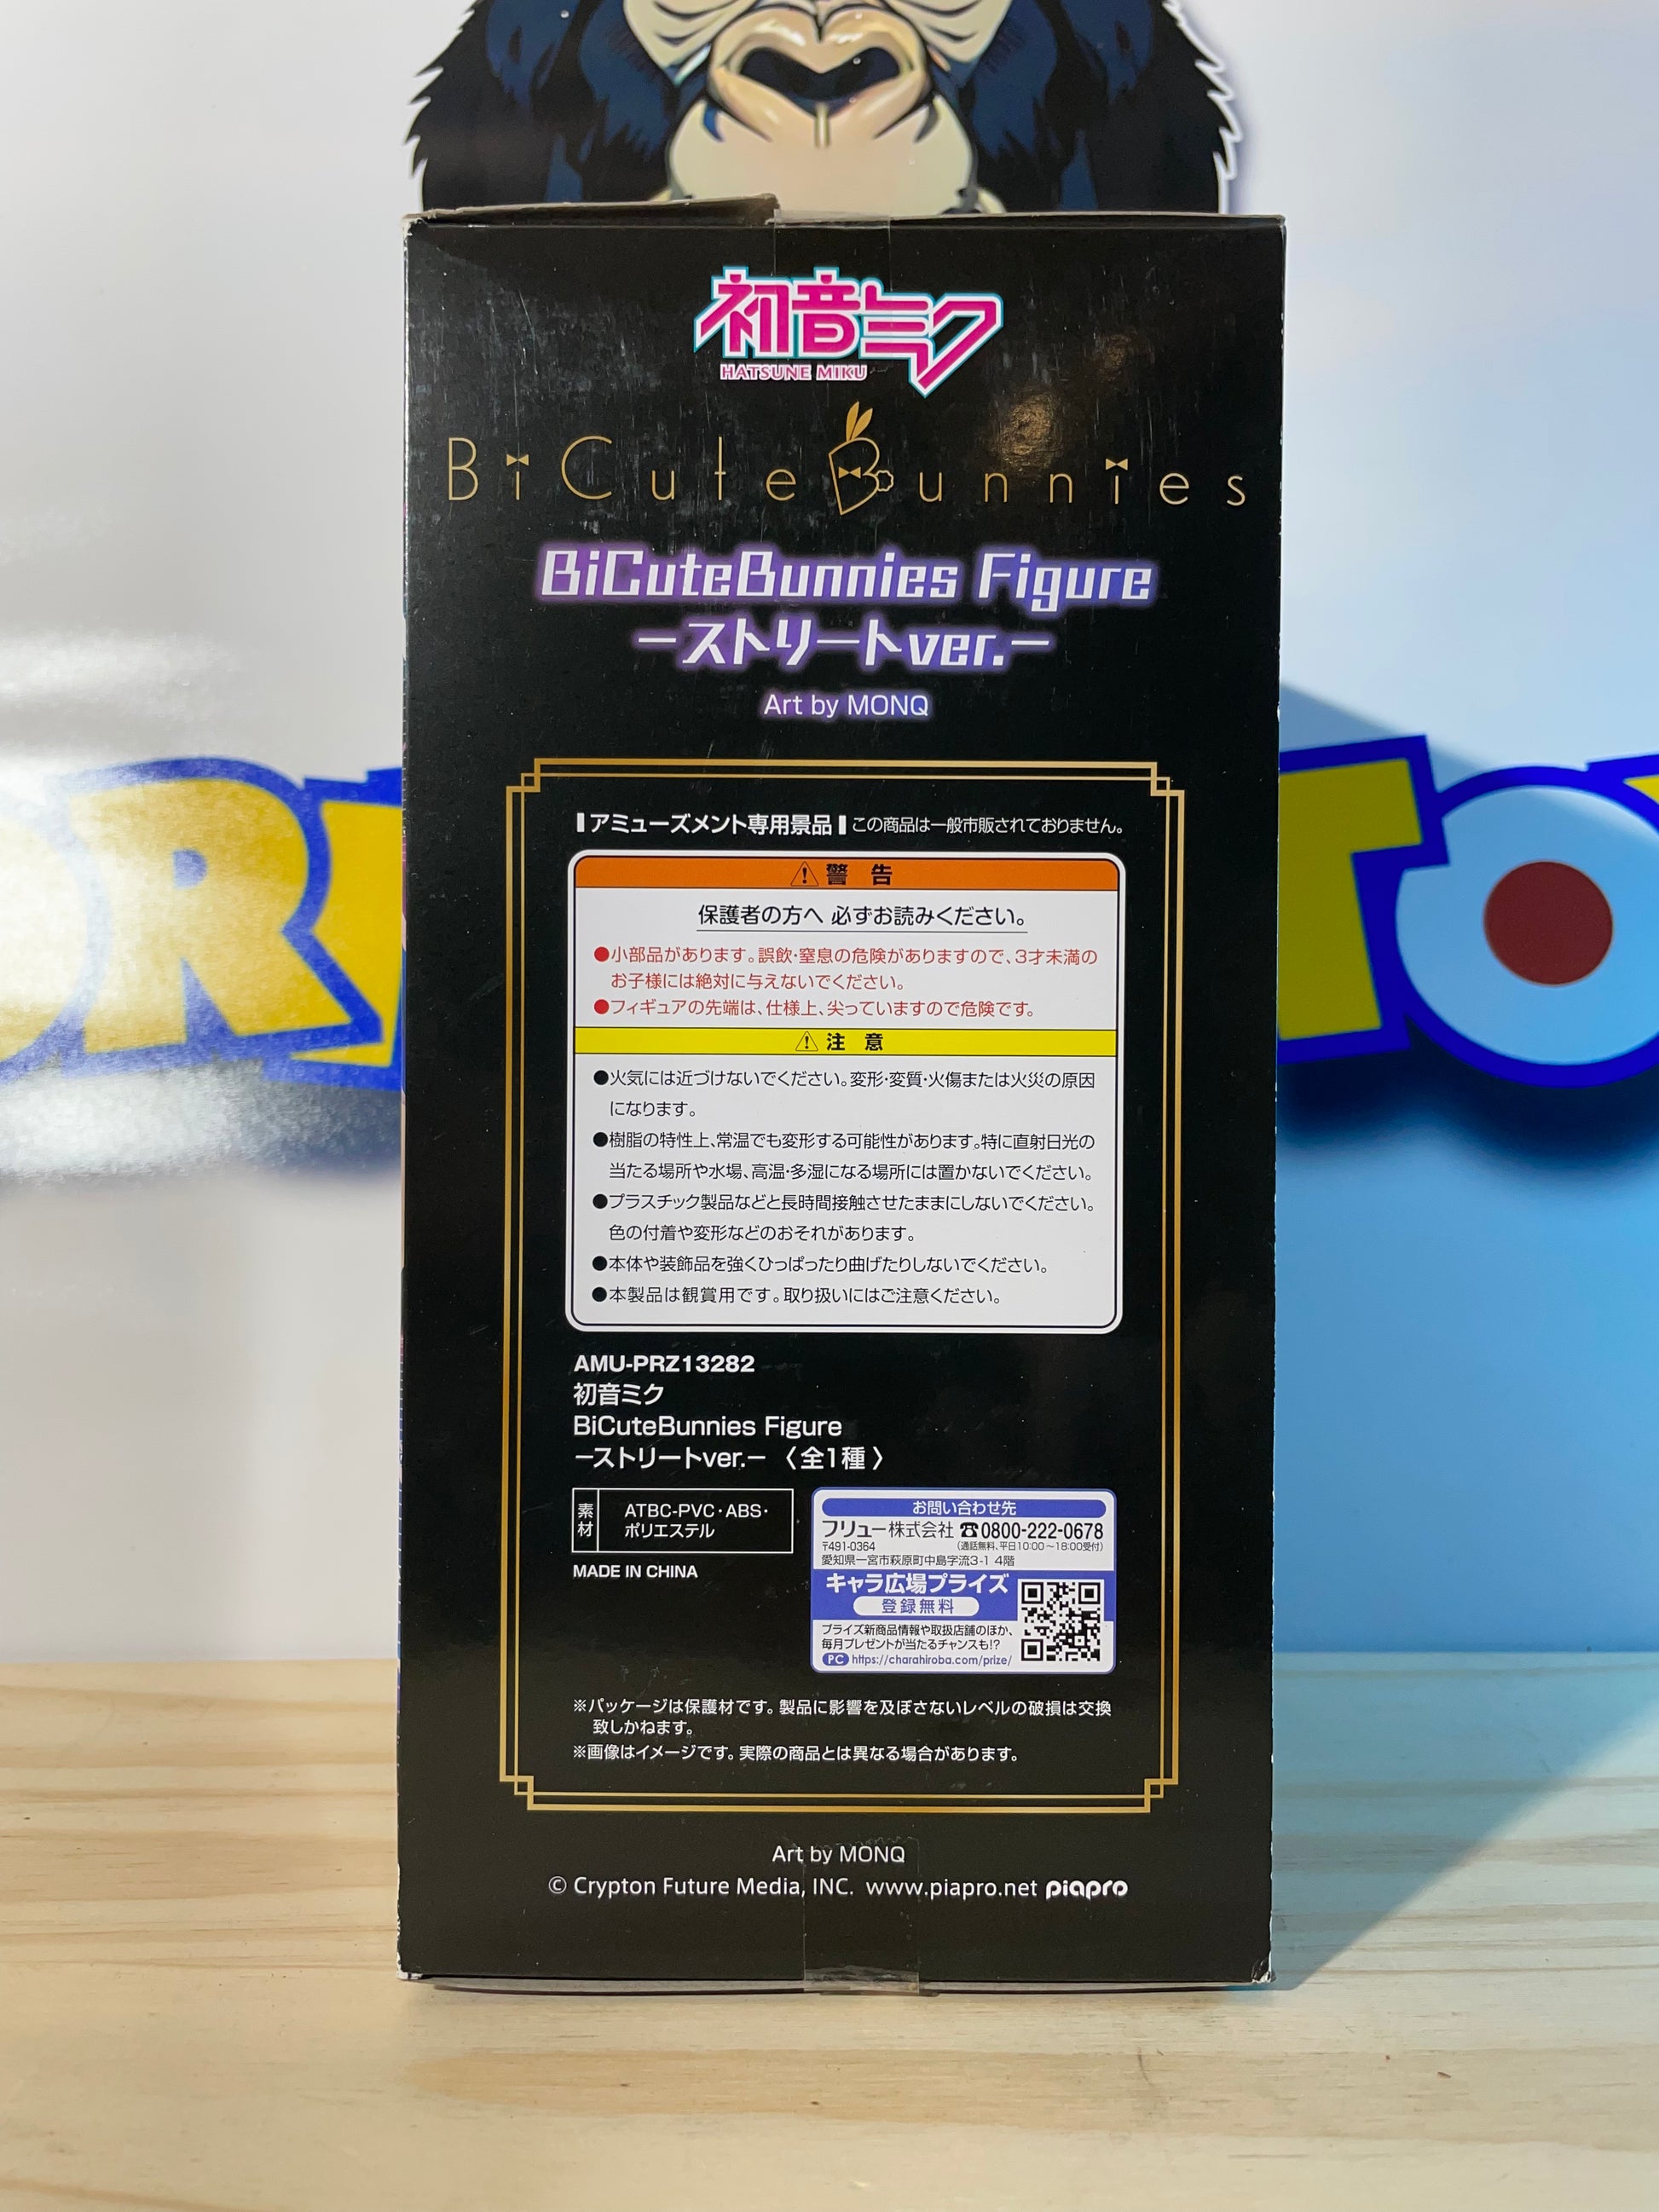 初音ミク
HATSUNE MIKU
BiCuteBunnies
BiCuteBunnies Figure
−ストリートver.−
Art by MONQ
アミューズメント専用景品 この商品は一般市販されておりません。
⚠ 警 告
保護者の方へ 必ずお読みください。
●小部品があります。誤飲・窒息の危険がありますので、3才未満の
お子様には絶対に与えないでください。
●フィギュアの先端は、仕様上、尖っていますので危険です。
⚠ 注 意
●火気には近づけないでください。変形・変質・火傷または火災の原因
になります。
●樹脂の特性上、常温でも変形する可能性があります。特に直射日光の
当たる場所や水場、高温・多湿になる場所には置かないでください。
●プラスチック製品などと長時間接触させたままにしないでください。
色の付着や変形などのおそれがあります。
●本体や装飾品を強くひっぱったり曲げたりしないでください。
●本製品は観賞用です。取り扱いにはご注意ください。
AMU-PRZ13282
初音ミク
BiCuteBunnies Figure
−ストリートver.− 〈全1種〉
素材
ATBC-PVC・ABS・
ポリエステル
MADE IN CHINA
お問い合わせ先
フリュー株式会社 ☎0800-222-0678
〒491-0364 (通話無料、平日10:00〜18:00受付)
愛知県一宮市萩原町中島字流3-1 4階
キャラ広場プライズ
登録無料
プライズ新商品情報や取扱店舗のほか、
毎月プレゼントが当たるチャンスも!?
PC https://charahiroba.com/prize/
※パッケージは保護材です。製品に影響を及ぼさないレベルの破損は交換
致しかねます。
※画像はイメージです。実際の商品とは異なる場合があります。
Art by MONQ
© Crypton Future Media, INC. www.piapro.net piapro